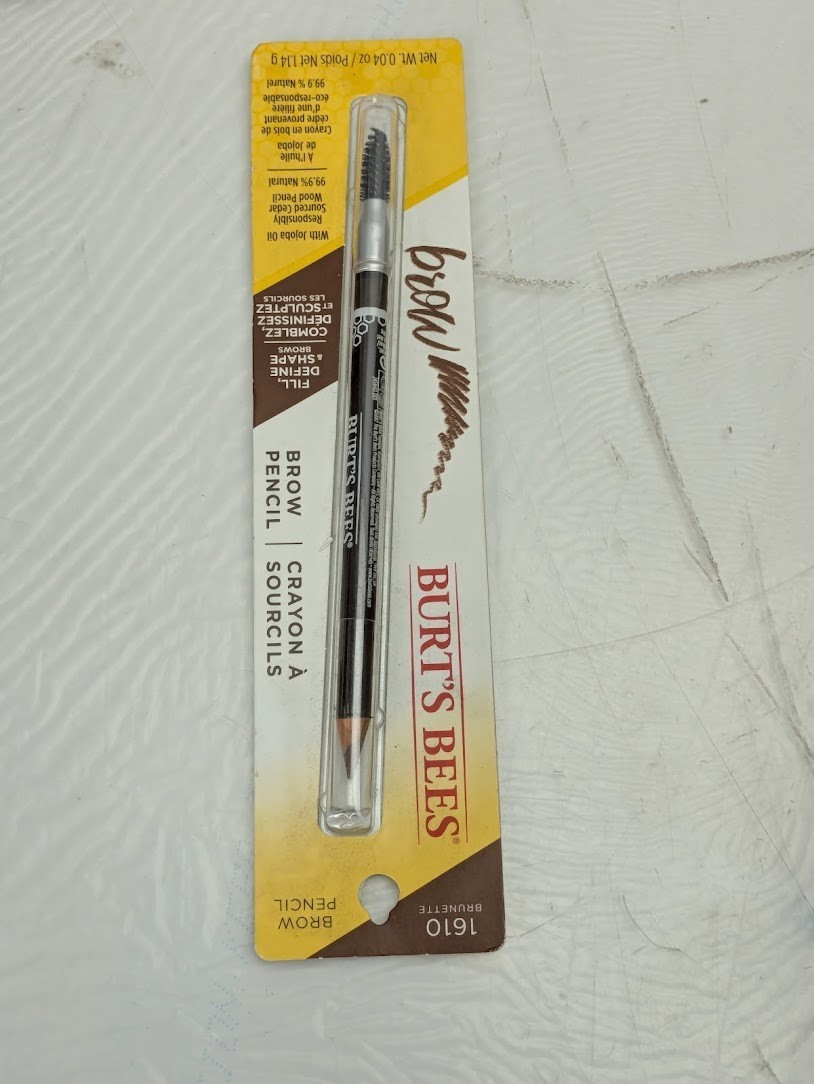 1610
BRUNETTE
BROW
PENCIL
BURT'S BEES®
brow
BROW
PENCIL
CRAYON À
SOURCILS
BURT'S BEES®
FILL,
DEFINE
& SHAPE
BROWS
COMBLEZ,
DÉFINISSEZ
ET SCULPTEZ
LES SOURCILS
With Jojoba Oil
Responsibly
Sourced Cedar
Wood Pencil
99.9% Natural
À l'huile
de Jojoba
Crayon en bois de
cèdre provenant
d'une filière
éco-responsable
99.9 % Naturel
Net Wt. 0.04 oz / Poids Net 1.14 g